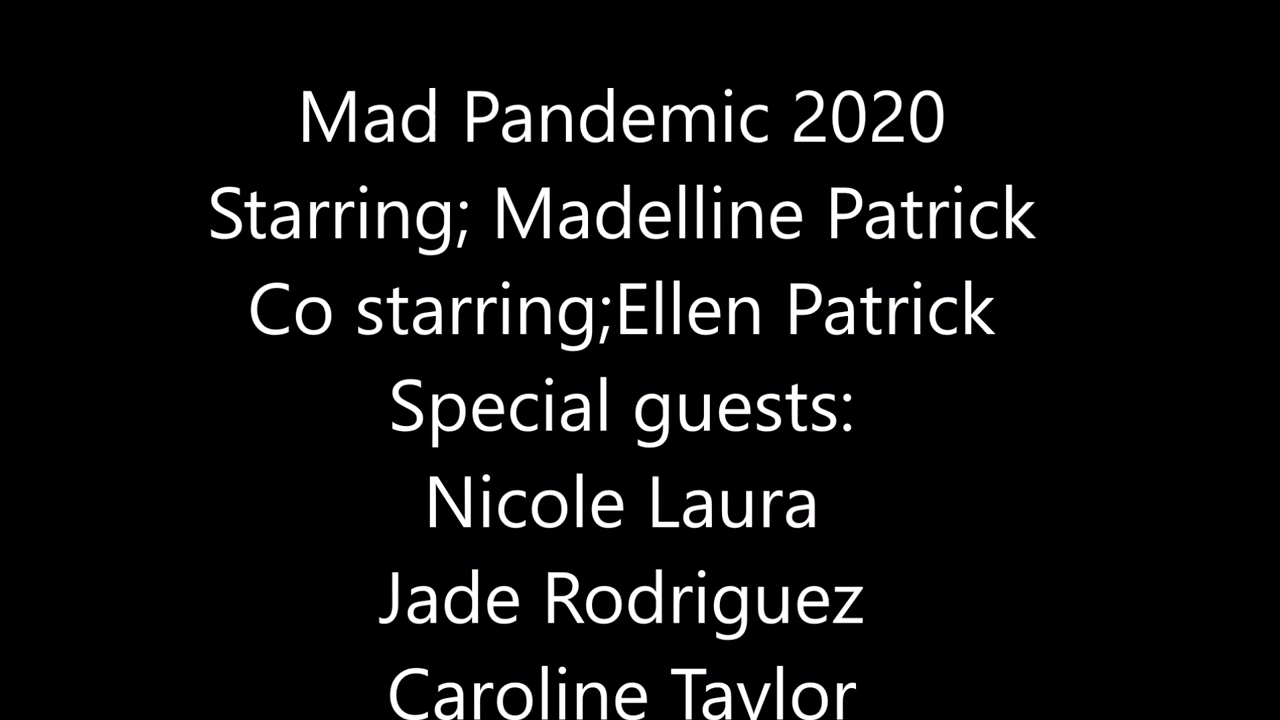 Mad Pandemic 2020
Starring; Madelline Patrick
Co starring;Ellen Patrick
Special guests:
Nicole Laura
Jade Rodriguez
Caroline Taylor